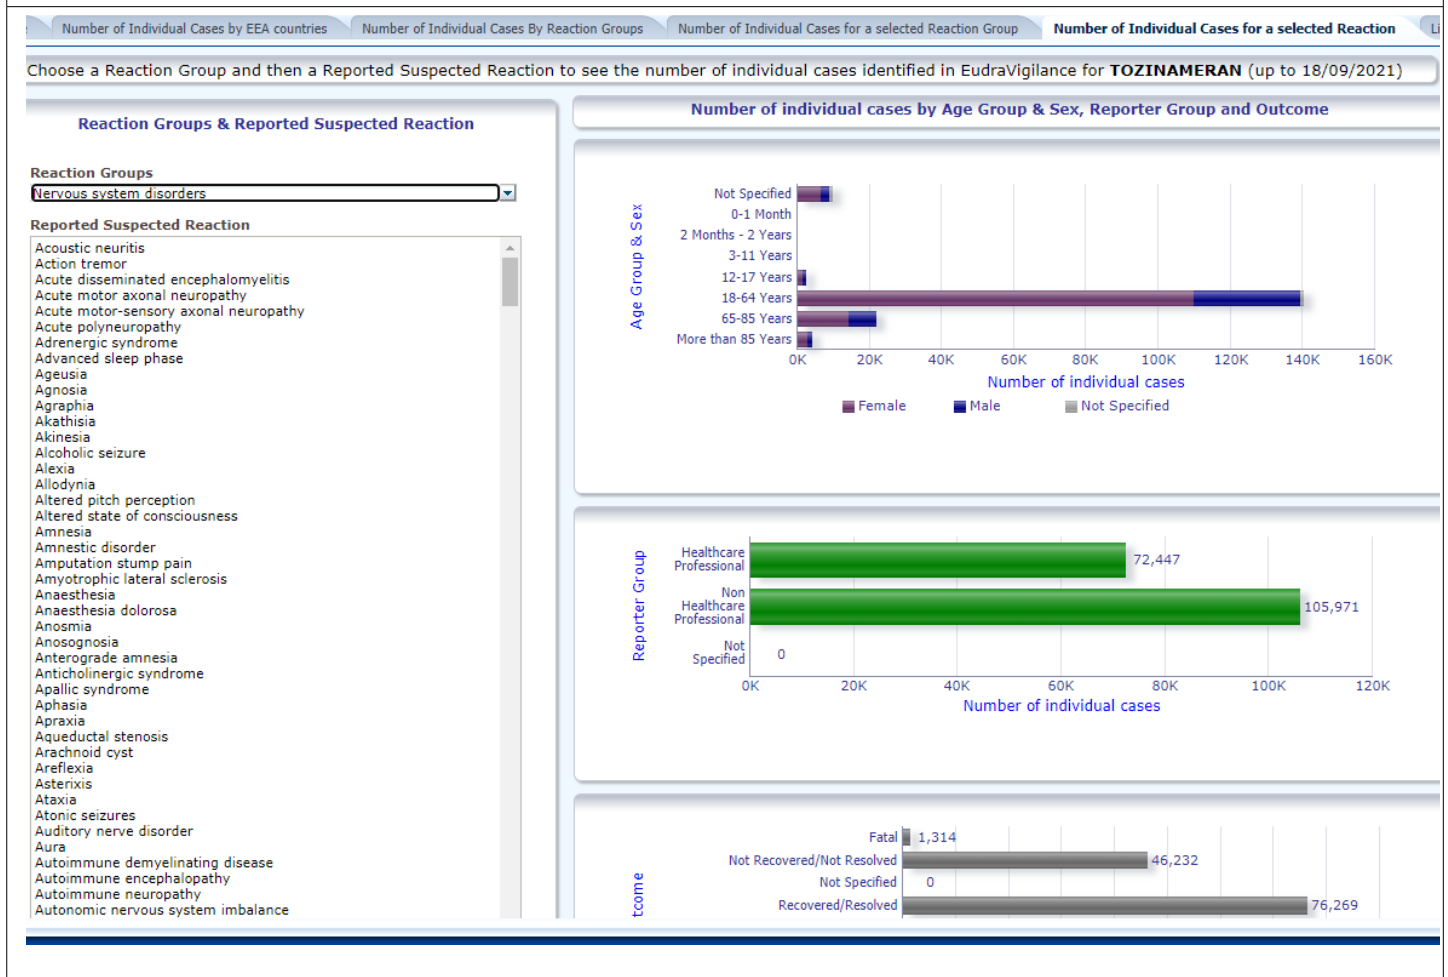 Number of Individual Cases by EEA countries
Number of Individual Cases By Reaction Groups
Number of Individual Cases for a selected Reaction Group
Number of Individual Cases for a selected Reaction
Li
Choose a Reaction Group and then a Reported Suspected Reaction to see the number of individual cases identified in EudraVigilance for TOZINAMERAN (up to 18/09/2021)
Reaction Groups & Reported Suspected Reaction
Reaction Groups
Nervous system disorders
Reported Suspected Reaction
Acoustic neuritis
Action tremor
Acute disseminated encephalomyelitis
Acute motor axonal neuropathy
Acute motor-sensory axonal neuropathy
Acute polyneuropathy
Adrenergic syndrome
Advanced sleep phase
Ageusia
Agnosia
Agraphia
Akathisia
Akinesia
Alcoholic seizure
Alexia
Allodynia
Altered pitch perception
Altered state of consciousness
Amnesia
Amnestic disorder
Amputation stump pain
Amyotrophic lateral sclerosis
Anaesthesia
Anaesthesia dolorosa
Anosmia
Anosognosia
Anterograde amnesia
Anticholinergic syndrome
Apallic syndrome
Aphasia
Apraxia
Aqueductal stenosis
Arachnoid cyst
Areflexia
Asterixis
Ataxia
Atonic seizures
Auditory nerve disorder
Aura
Autoimmune demyelinating disease
Autoimmune encephalopathy
Autoimmune neuropathy
Autonomic nervous system imbalance
Number of individual cases by Age Group & Sex, Reporter Group and Outcome
Age Group & Sex
Not Specified
0-1 Month
2 Months - 2 Years
3-11 Years
12-17 Years
18-64 Years
65-85 Years
More than 85 Years
0K 20K 40K 60K 80K 100K 120K 140K 160K
Number of individual cases
Female Male Not Specified
Reporter Group
Healthcare
Professional
72,447
Non
Healthcare
Professional
105,971
Not
Specified
0
0K 20K 40K 60K 80K 100K 120K
Number of individual cases
tcome
Fatal 1,314
Not Recovered/Not Resolved 46,232
Not Specified 0
Recovered/Resolved 76,269